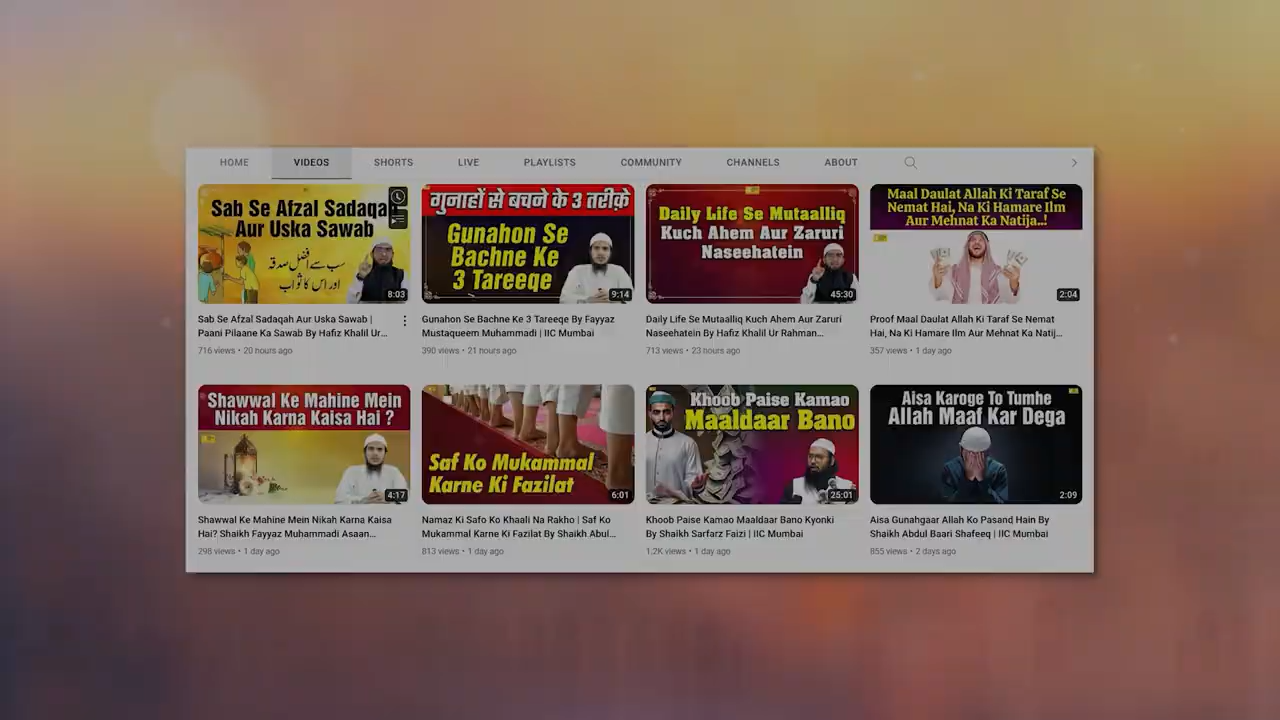 HOME VIDEOS SHORTS LIVE PLAYLISTS COMMUNITY CHANNELS ABOUT
Sab Se Afzal Sadaqah
Aur Uska Sawab
سب سے افضل صدقہ
اور اس کا ثواب
8:03
Sab Se Afzal Sadaqah Aur Uska Sawab |
Paani Pilaane Ka Sawab By Hafiz Khalil Ur...
716 views • 20 hours ago
गुनाहों से बचने के 3 तरीक़े
Gunahon Se
Bachne Ke
3 Tareeqe
9:14
Gunahon Se Bachne Ke 3 Tareeqe By Fayyaz
Mustaqueem Muhammadi | IIC Mumbai
390 views • 21 hours ago
Daily Life Se Mutaalliq
Kuch Ahem Aur Zaruri
Naseehatein
45:30
Daily Life Se Mutaalliq Kuch Ahem Aur Zaruri
Naseehatein By Hafiz Khalil Ur Rahman...
713 views • 23 hours ago
Maal Daulat Allah Ki Taraf Se
Nemat Hai, Na Ki Hamare Ilm
Aur Mehnat Ka Natija..!
2:04
Proof Maal Daulat Allah Ki Taraf Se Nemat
Hai, Na Ki Hamare Ilm Aur Mehnat Ka Natij...
357 views • 1 day ago
Shawwal Ke Mahine Mein
Nikah Karna Kaisa Hai ?
4:17
Shawwal Ke Mahine Mein Nikah Karna Kaisa
Hai? Shaikh Fayyaz Muhammadi Asaan...
298 views • 1 day ago
Saf Ko Mukammal
Karne Ki Fazilat
6:01
Namaz Ki Safo Ko Khaali Na Rakho | Saf Ko
Mukammal Karne Ki Fazilat By Shaikh Abul...
813 views • 1 day ago
Khoob Paise Kamao
Maaldaar Bano
25:01
Khoob Paise Kamao Maaldaar Bano Kyonki
By Shaikh Sarfarz Faizi | IIC Mumbai
1.2K views • 1 day ago
Aisa Karoge To Tumhe
Allah Maaf Kar Dega
2:09
Aisa Gunahgaar Allah Ko Pasand Hain By
Shaikh Abdul Baari Shafeeq | IIC Mumbai
855 views • 2 days ago